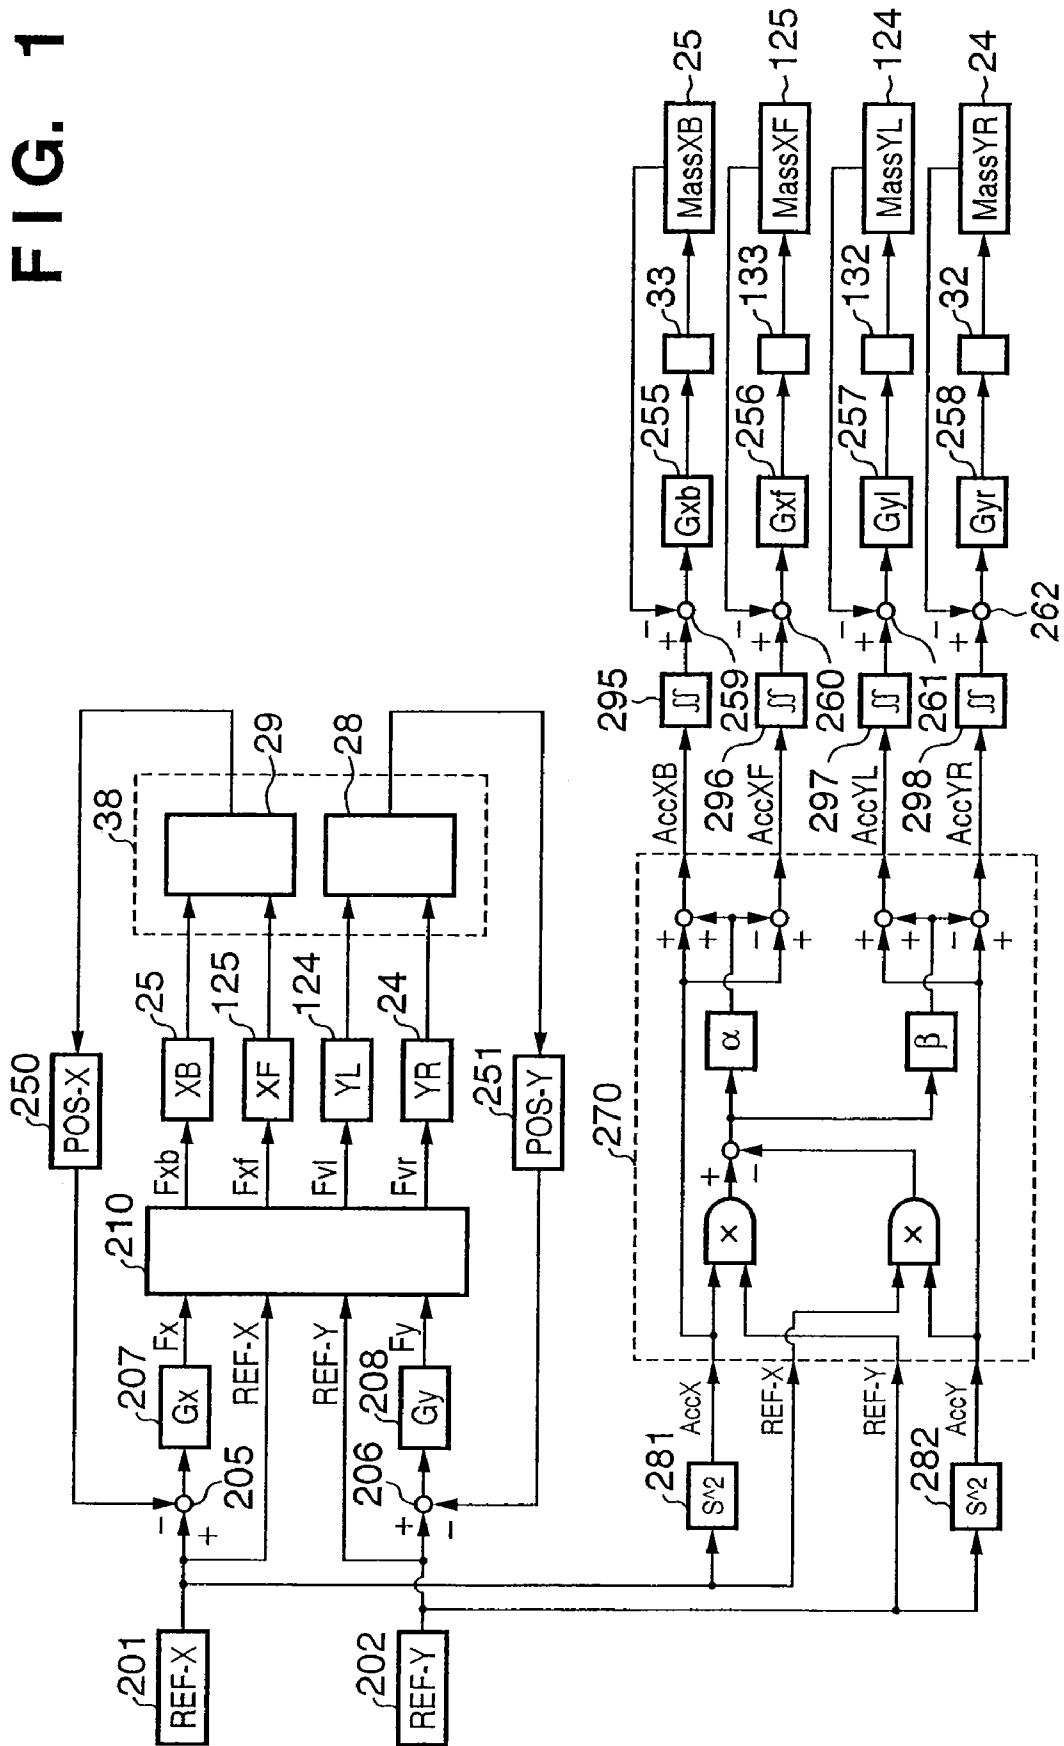 FIG. 1
201
REF-X
202
REF-Y
+
−
205
207
Gx
Fx
REF-X
REF-Y
+
−
206
208
Gy
Fy
210
Fxb
Fxf
Fvl
Fvr
250
POS-X
25
XB
125
XF
124
YL
24
YR
251
POS-Y
38
29
28
281
S^2
AccX
REF-X
REF-Y
282
S^2
AccY
270
×
×
+
−
α
β
+
+
−
+
+
+
−
+
AccXB
AccXF
AccYL
AccYR
295
∬
296
∬
297
∬
298
∬
−
+
259
−
+
260
−
+
261
−
+
262
255
Gxb
256
Gxf
257
Gyl
258
Gyr
33
133
132
32
MassXB
25
MassXF
125
MassYL
124
MassYR
24